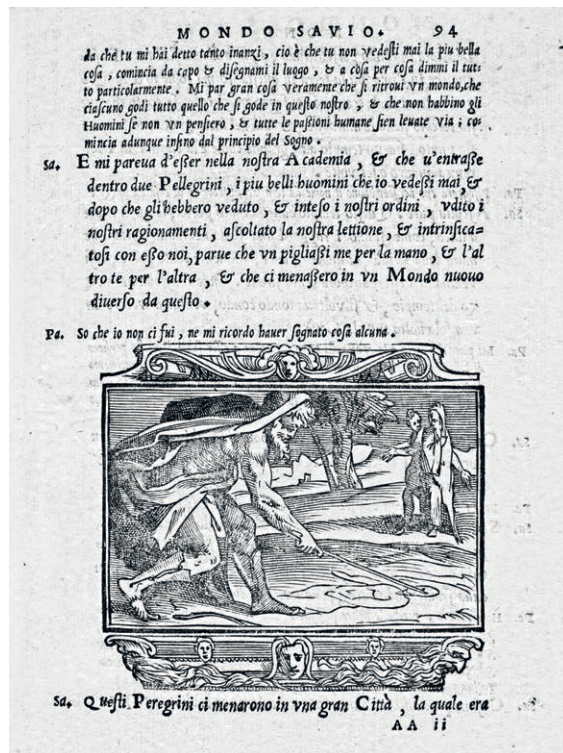 MONDO SAVIO. 94
da che tu mi hai detto tanto inanzi, cio è che tu non vedeſti mai la piu bella
coſa, comincia da capo & diſegnami il luogo, & a coſa per coſa dimmi il tut‑
to particolarmente. Mi par gran coſa veramente che ſi ritroui vn mondo, che
ciaſcuno godi tutto quello che ſi gode in queſto noſtro, & che non habbino gli
Huomini ſe non vn penſiero, & tutte le paßioni humane ſien leuate via; co‑
mincia adunque inſino dal principio del Sogno.
Sa. E mi pareua d'eſſer nella noſtra Academia, & che u'entraße
dentro due Pellegrini, i piu belli huomini che io vedeßi mai, &
dopo che gli hebbero veduto, & inteſo i noſtri ordini, vdito i
noſtri ragionamenti, aſcoltato la noſtra lettione, & intrinſica‑
toſi con eßo noi, parue che vn pigliaßi me per la mano, & l'al
tro te per l'altra, & che ci menaßero in vn Mondo nuouo
diuerſo da queſto.
Pa. So che io non ci fui, ne mi ricordo hauer ſognato coſa alcuna.
Sa. Queſti Peregrini ci menarono in vna gran Città, la quale era
AA ii